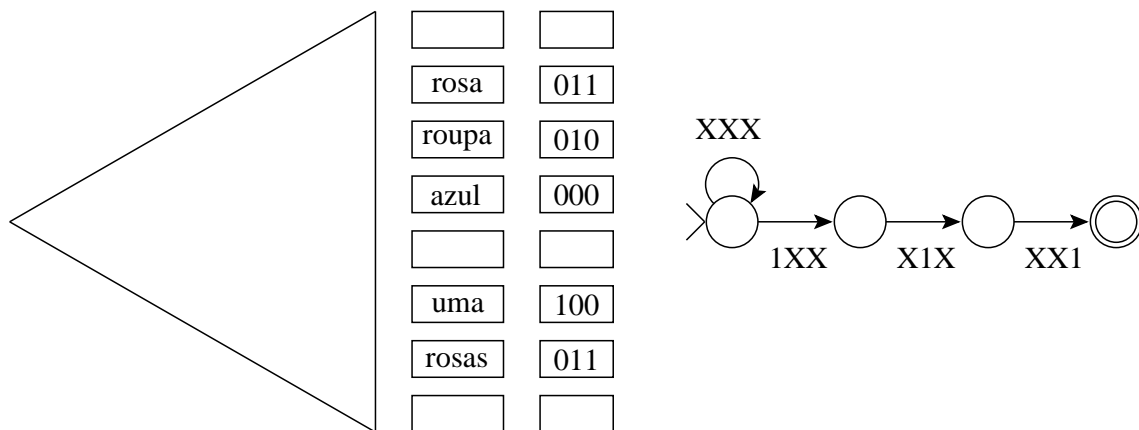 rosa 011
roupa 010
azul 000
uma 100
rosas 011
XXX
1XX X1X XX1